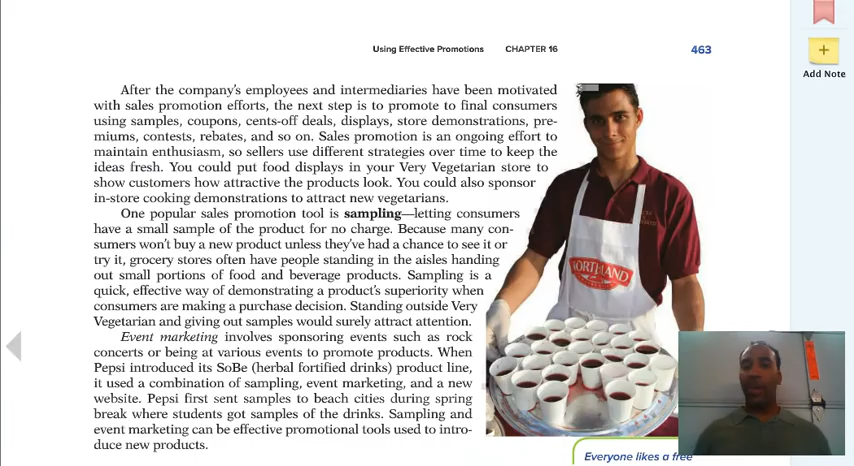 Using Effective Promotions CHAPTER 16 463
Add Note
After the company's employees and intermediaries have been motivated
with sales promotion efforts, the next step is to promote to final consumers
using samples, coupons, cents-off deals, displays, store demonstrations, pre-
miums, contests, rebates, and so on. Sales promotion is an ongoing effort to
maintain enthusiasm, so sellers use different strategies over time to keep the
ideas fresh. You could put food displays in your Very Vegetarian store to
show customers how attractive the products look. You could also sponsor
in-store cooking demonstrations to attract new vegetarians.
One popular sales promotion tool is sampling—letting consumers
have a small sample of the product for no charge. Because many con-
sumers won't buy a new product unless they've had a chance to see it or
try it, grocery stores often have people standing in the aisles handing
out small portions of food and beverage products. Sampling is a
quick, effective way of demonstrating a product's superiority when
consumers are making a purchase decision. Standing outside Very
Vegetarian and giving out samples would surely attract attention.
Event marketing involves sponsoring events such as rock
concerts or being at various events to promote products. When
Pepsi introduced its SoBe (herbal fortified drinks) product line,
it used a combination of sampling, event marketing, and a new
website. Pepsi first sent samples to beach cities during spring
break where students got samples of the drinks. Sampling and
event marketing can be effective promotional tools used to intro-
duce new products.
NORTHLAND
Everyone likes a free